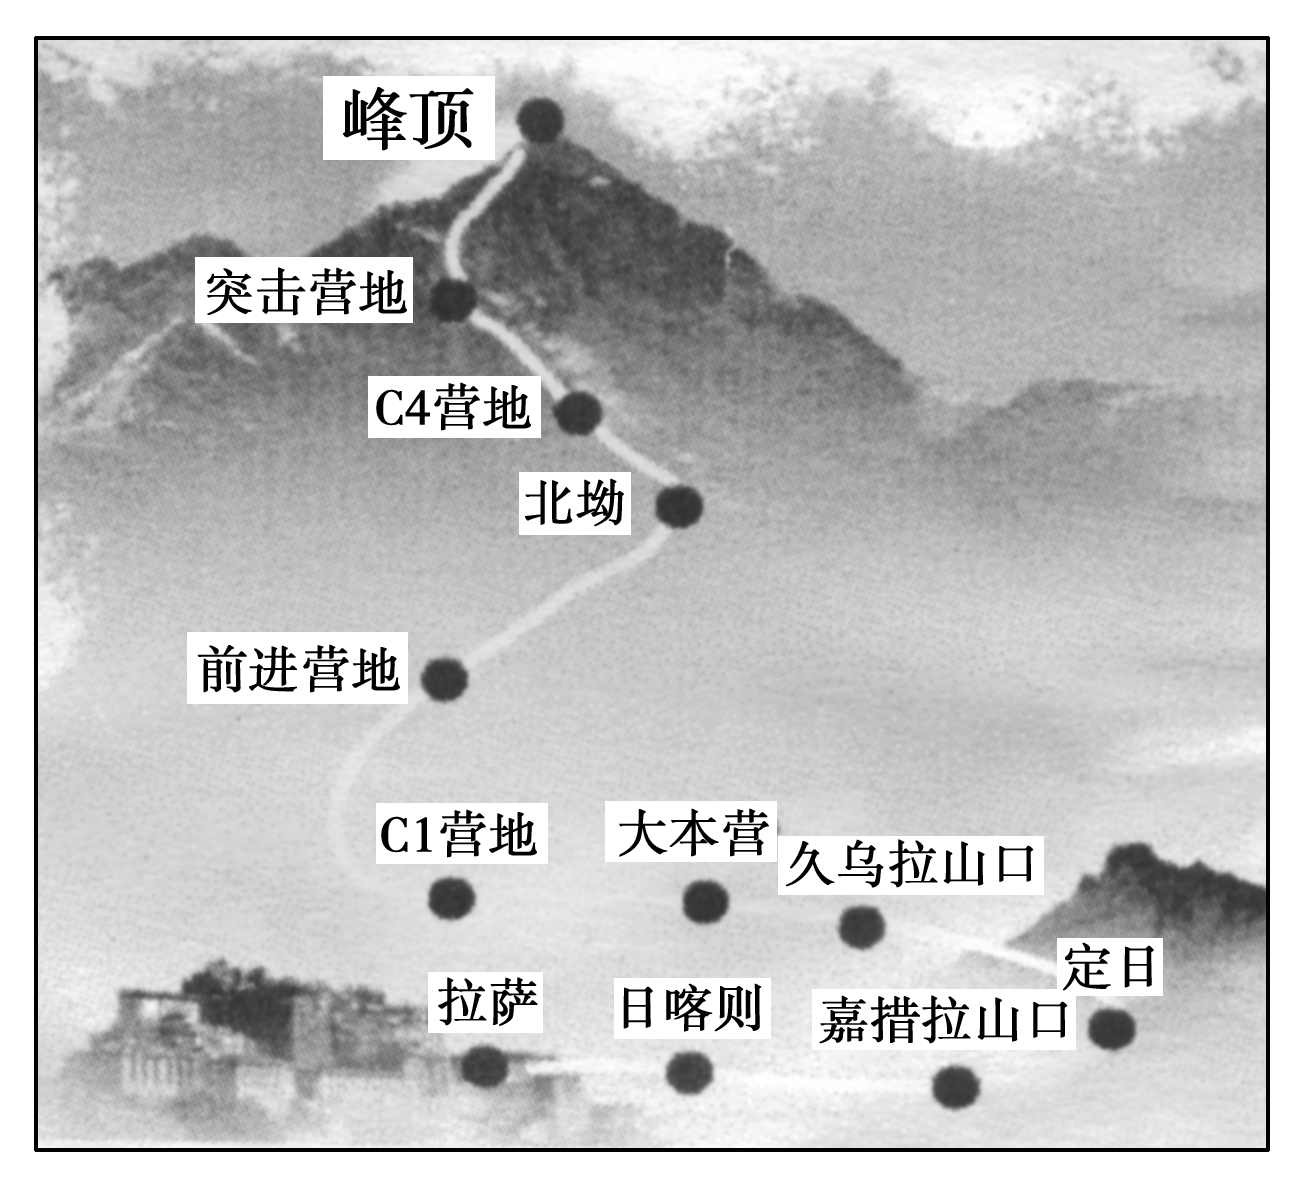 峰顶
突击营地
C4营地
北坳
前进营地
C1营地
大本营
久乌拉山口
定日
拉萨
日喀则
嘉措拉山口